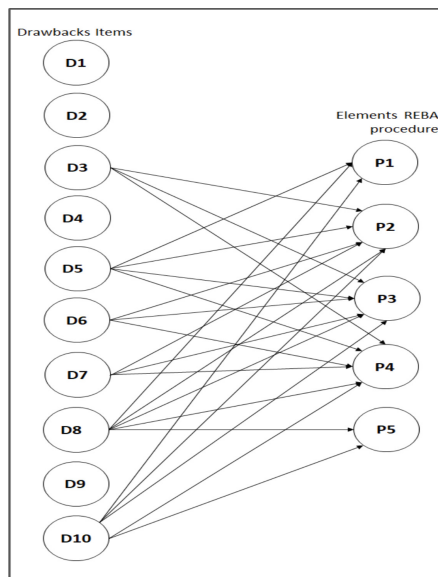 Drawbacks Items
D1
D2
Elements REBA
procedure
D3
P1
D4
P2
D5
P3
D6
D7
P4
D8
P5
D9
D10